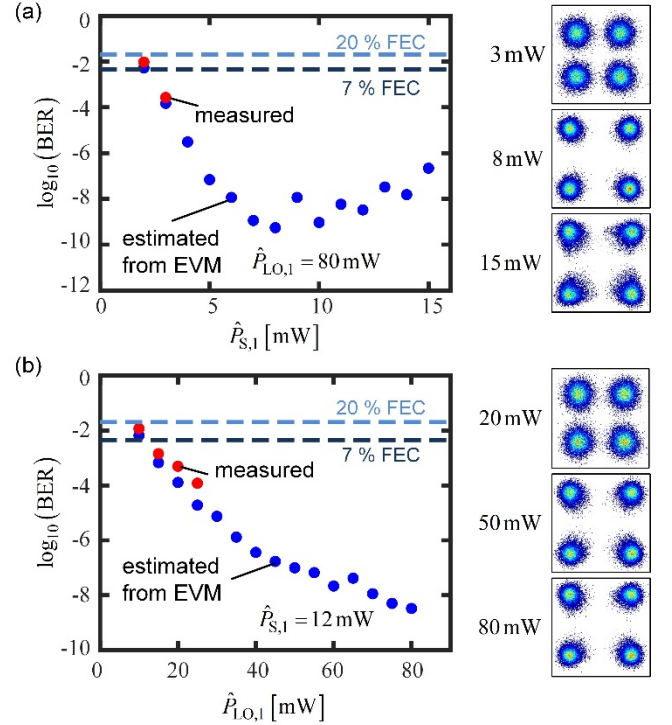 (a)
0
-2
-4
-6
-8
-10
-12
log₁₀(BER)
20 % FEC
7 % FEC
measured
estimated
from EVM
P̂LO,1 = 80 mW
0
5
10
15
P̂S,1 [mW]
3 mW
8 mW
15 mW
(b)
0
-2
-4
-6
-8
-10
log₁₀(BER)
20 % FEC
7 % FEC
measured
estimated
from EVM
P̂S,1 = 12 mW
0
20
40
60
80
P̂LO,1 [mW]
20 mW
50 mW
80 mW